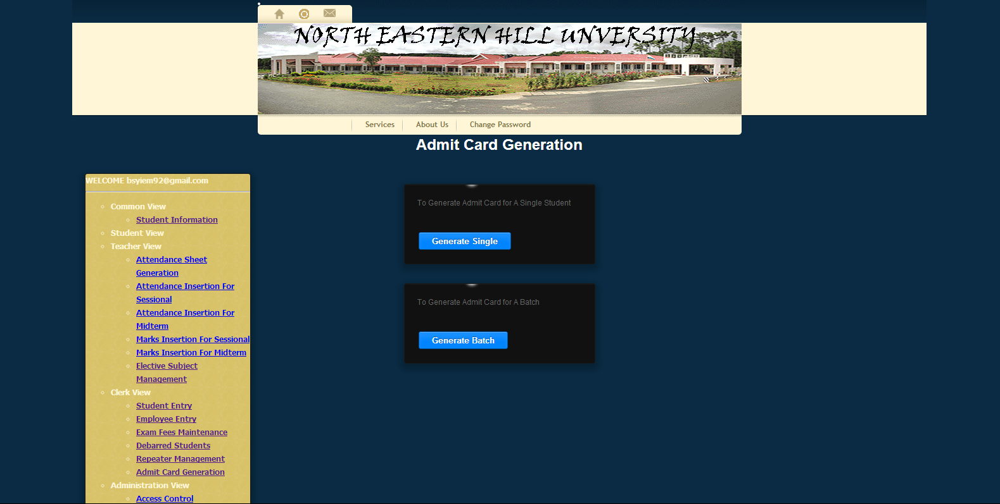 NORTH EASTERN HILL UNVERSITY
Services
About Us
Change Password
Admit Card Generation
WELCOME bsyiem92@gmail.com
Common View
Student Information
Student View
Teacher View
Attendance Sheet
Generation
Attendance Insertion For
Sessional
Attendance Insertion For
Midterm
Marks Insertion For Sessional
Marks Insertion For Midterm
Elective Subject
Management
Clerk View
Student Entry
Employee Entry
Exam Fees Maintenance
Debarred Students
Repeater Management
Admit Card Generation
Administration View
Access Control
To Generate Admit Card for A Single Student
Generate Single
To Generate Admit Card for A Batch
Generate Batch